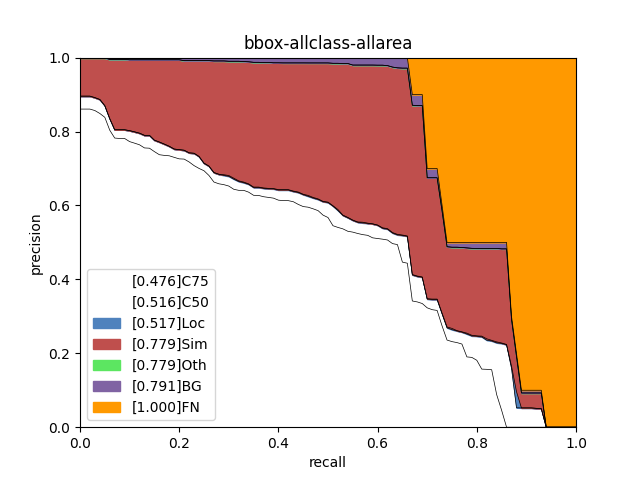 bbox-allclass-allarea
1.0
0.8
0.6
0.4
0.2
0.0
precision
[0.476]C75
[0.516]C50
[0.517]Loc
[0.779]Sim
[0.779]Oth
[0.791]BG
[1.000]FN
0.0 0.2 0.4 0.6 0.8 1.0
recall